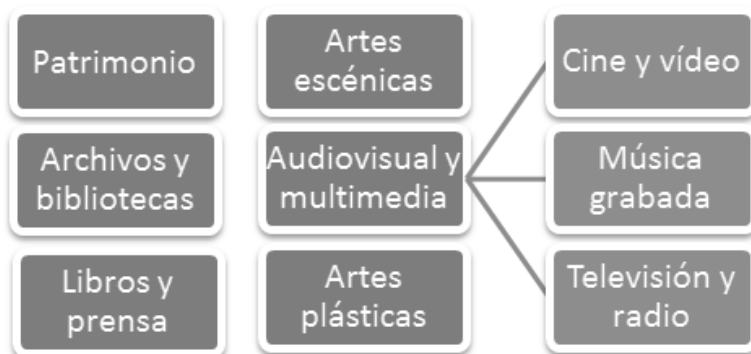 Patrimonio
Archivos y
bibliotecas
Libros y
prensa
Artes
escénicas
Audiovisual y
multimedia
Artes
plásticas
Cine y vídeo
Música
grabada
Televisión y
radio